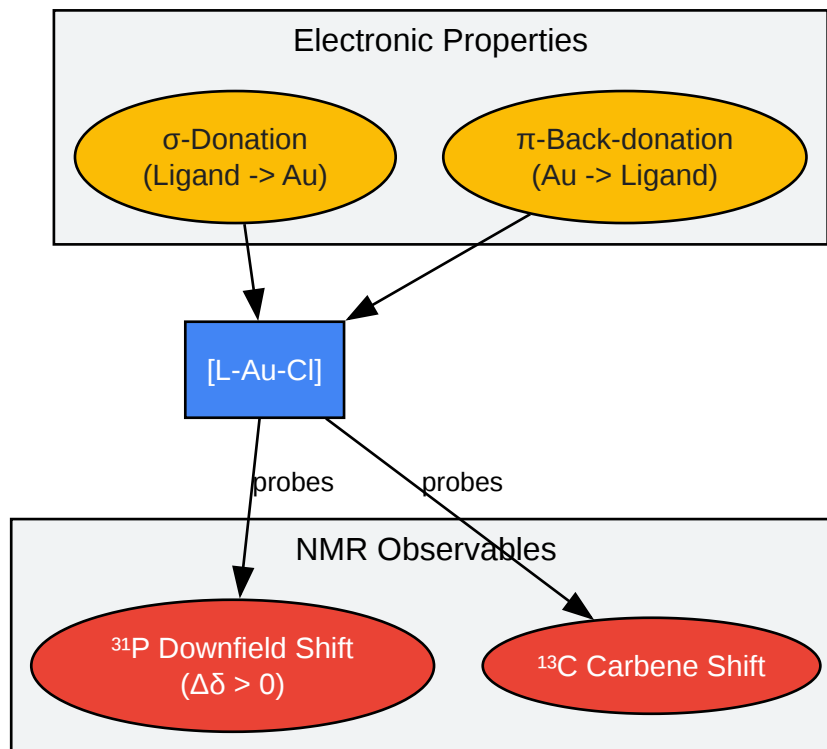 Electronic Properties
σ-Donation
(Ligand -> Au)
π-Back-donation
(Au -> Ligand)
[L-Au-Cl]
probes
probes
NMR Observables
³¹P Downfield Shift
(Δδ > 0)
¹³C Carbene Shift